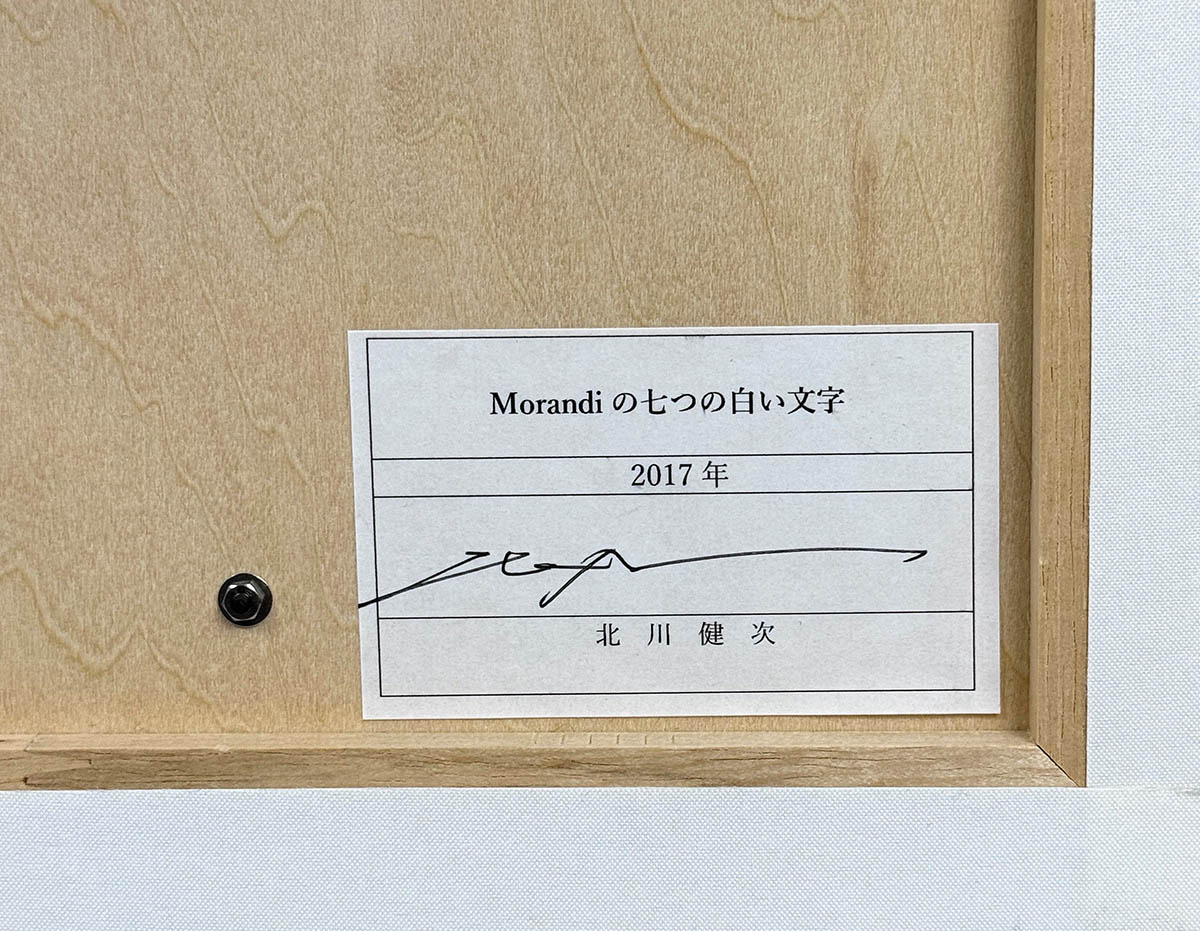 Morandi の七つの白い文字
2017 年
北川健次